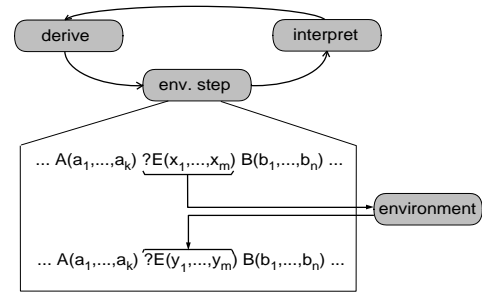 derive
interpret
env. step
... A(a₁,...,aₖ) ?E(x₁,...,xₘ) B(b₁,...,bₙ) ...
environment
... A(a₁,...,aₖ) ?E(y₁,...,yₘ) B(b₁,...,bₙ) ...